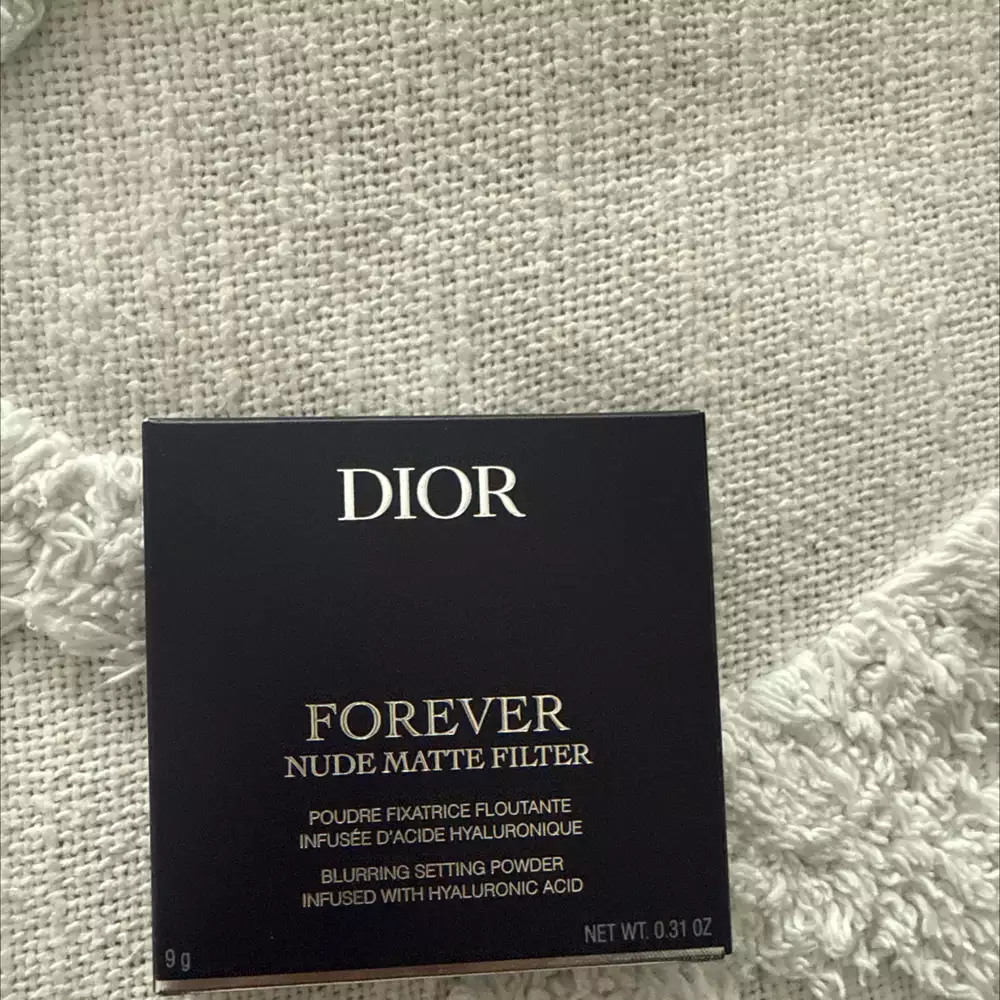 DIOR
FOREVER
NUDE MATTE FILTER
POUDRE FIXATRICE FLOUTANTE
INFUSÉE D'ACIDE HYALURONIQUE
BLURRING SETTING POWDER
INFUSED WITH HYALURONIC ACID
9 g
NET WT. 0.31 OZ